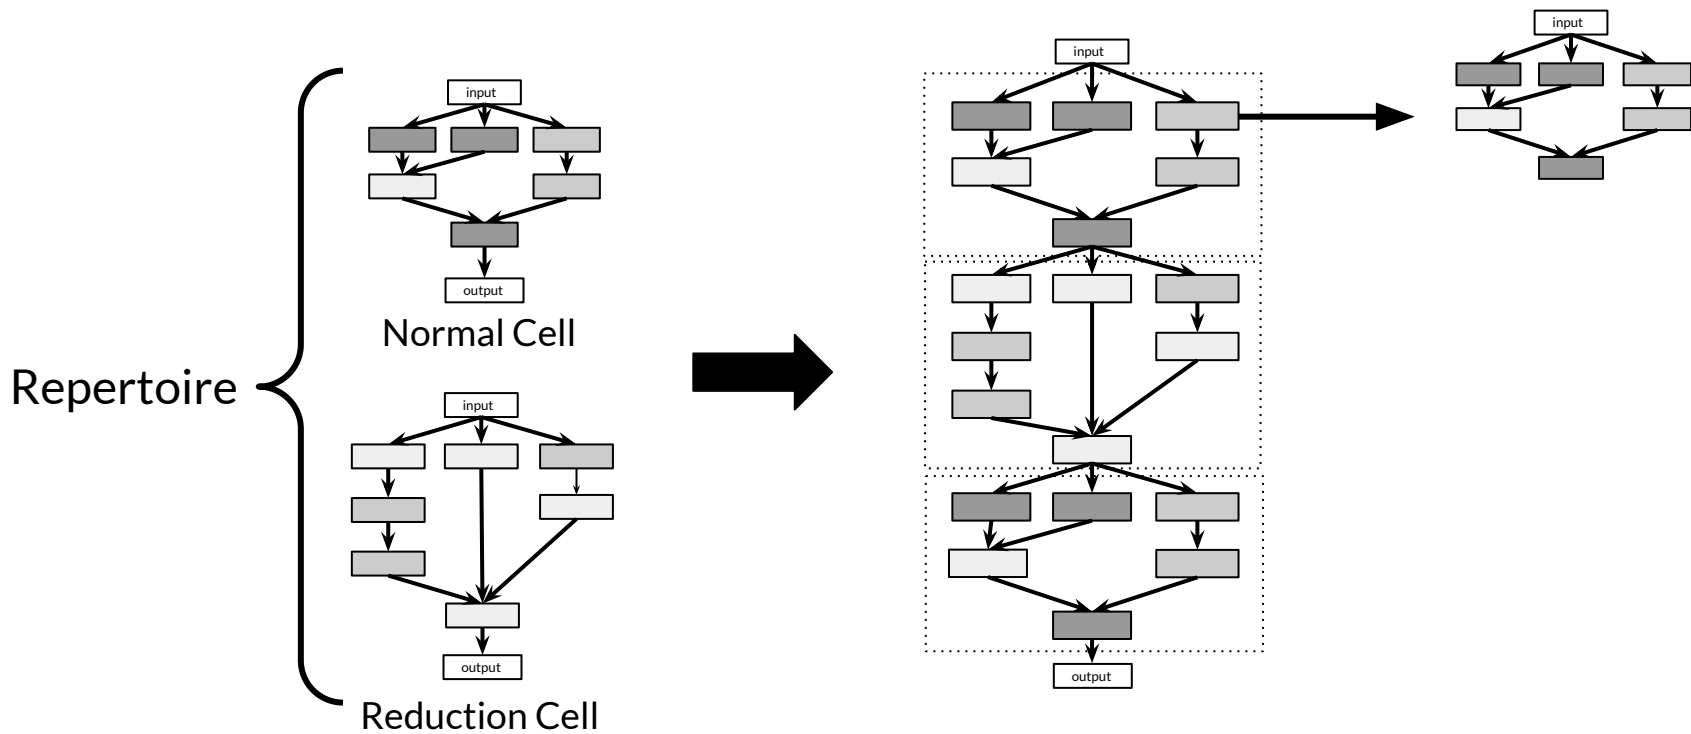 Repertoire
input
output
Normal Cell
input
output
Reduction Cell
input
output
input